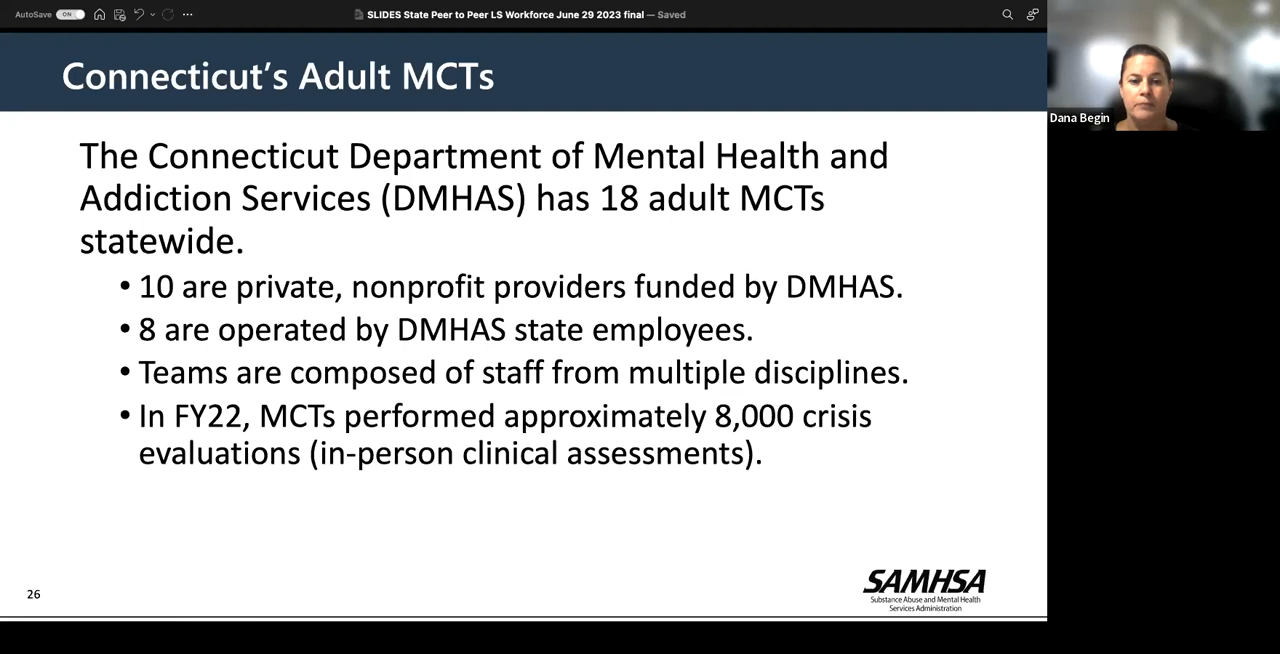 AutoSave ON
SLIDES State Peer to Peer LS Workforce June 29 2023 final — Saved
Connecticut's Adult MCTs
Dana Begin
The Connecticut Department of Mental Health and
Addiction Services (DMHAS) has 18 adult MCTs
statewide.
• 10 are private, nonprofit providers funded by DMHAS.
• 8 are operated by DMHAS state employees.
• Teams are composed of staff from multiple disciplines.
• In FY22, MCTs performed approximately 8,000 crisis
evaluations (in-person clinical assessments).
26
SAMHSA
Substance Abuse and Mental Health
Services Administration